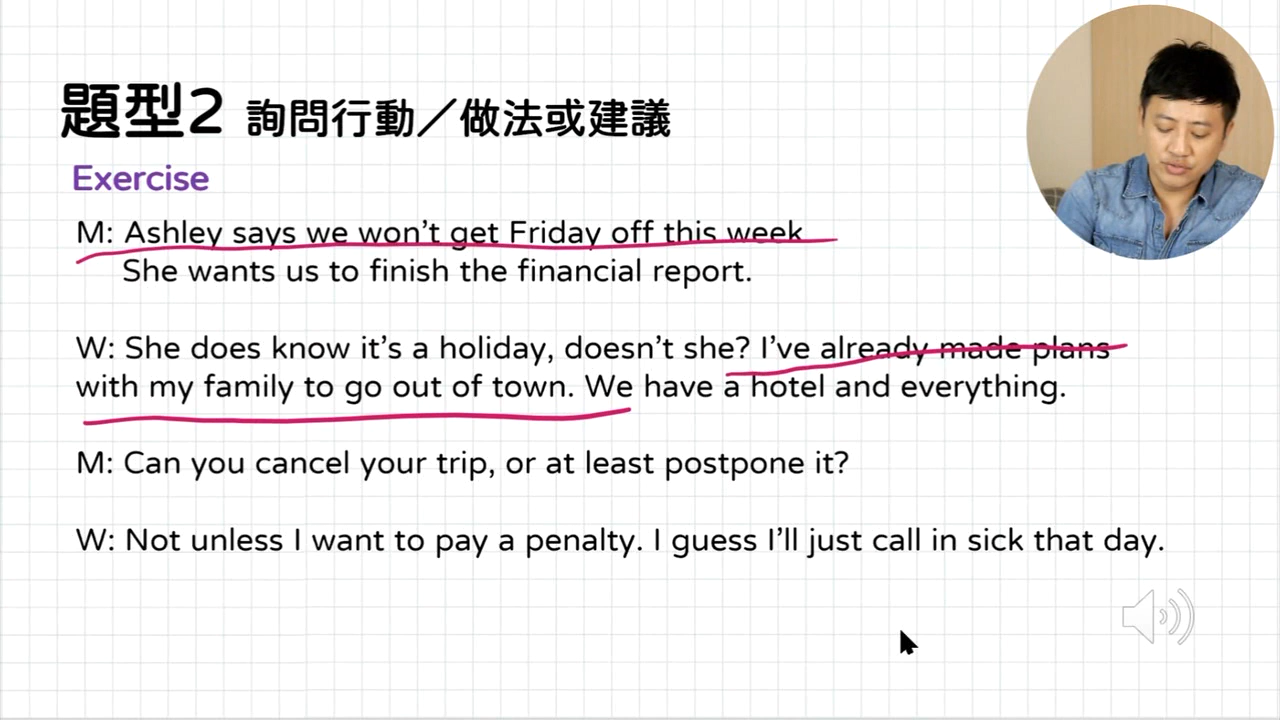 題型2 詢問行動／做法或建議
Exercise
M: Ashley says we won't get Friday off this week.
She wants us to finish the financial report.
W: She does know it's a holiday, doesn't she? I've already made plans
with my family to go out of town. We have a hotel and everything.
M: Can you cancel your trip, or at least postpone it?
W: Not unless I want to pay a penalty. I guess I'll just call in sick that day.